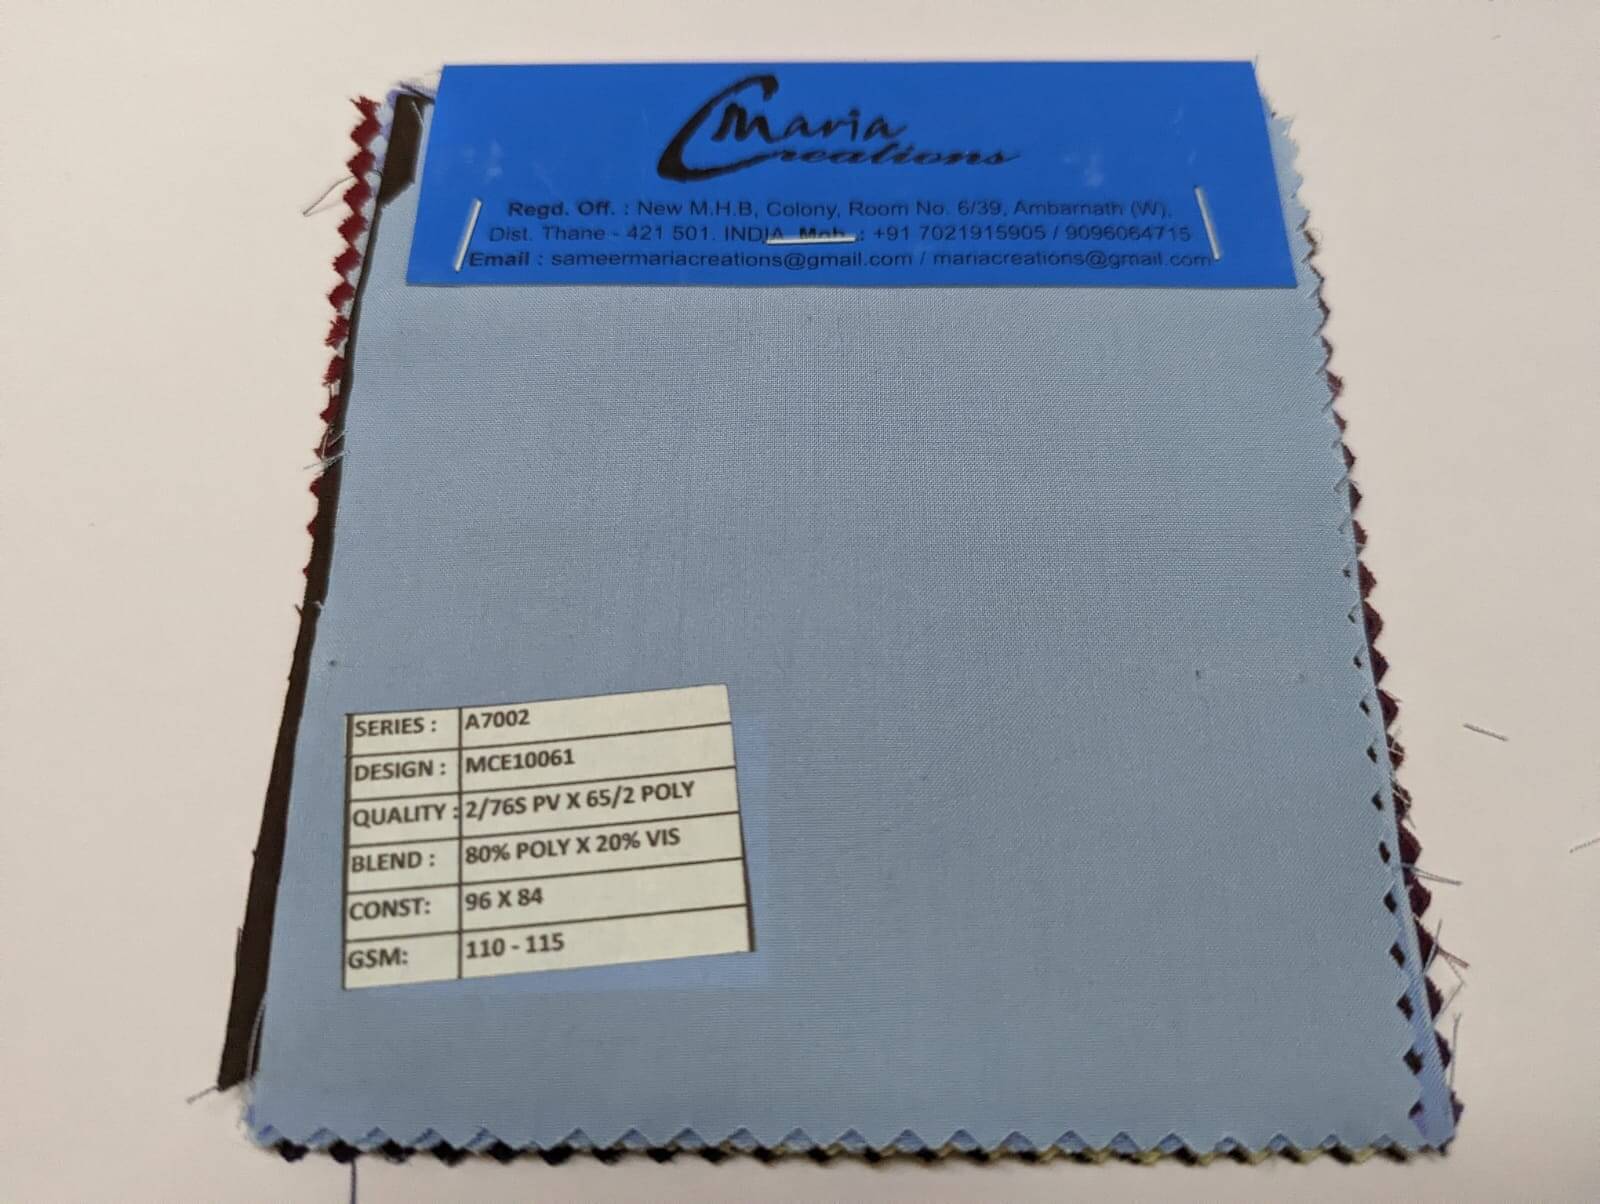 Maria
Creations
Regd. Off. : New M.H.B, Colony, Room No. 6/39, Ambarnath (W),
Dist. Thane - 421 501. INDIA. Mob. : +91 7021915905 / 9096064715
Email : sameermariacreations@gmail.com / mariacreations@gmail.com
SERIES : A7002
DESIGN : MCE10061
QUALITY : 2/76S PV X 65/2 POLY
BLEND : 80% POLY X 20% VIS
CONST: 96 X 84
GSM: 110 - 115